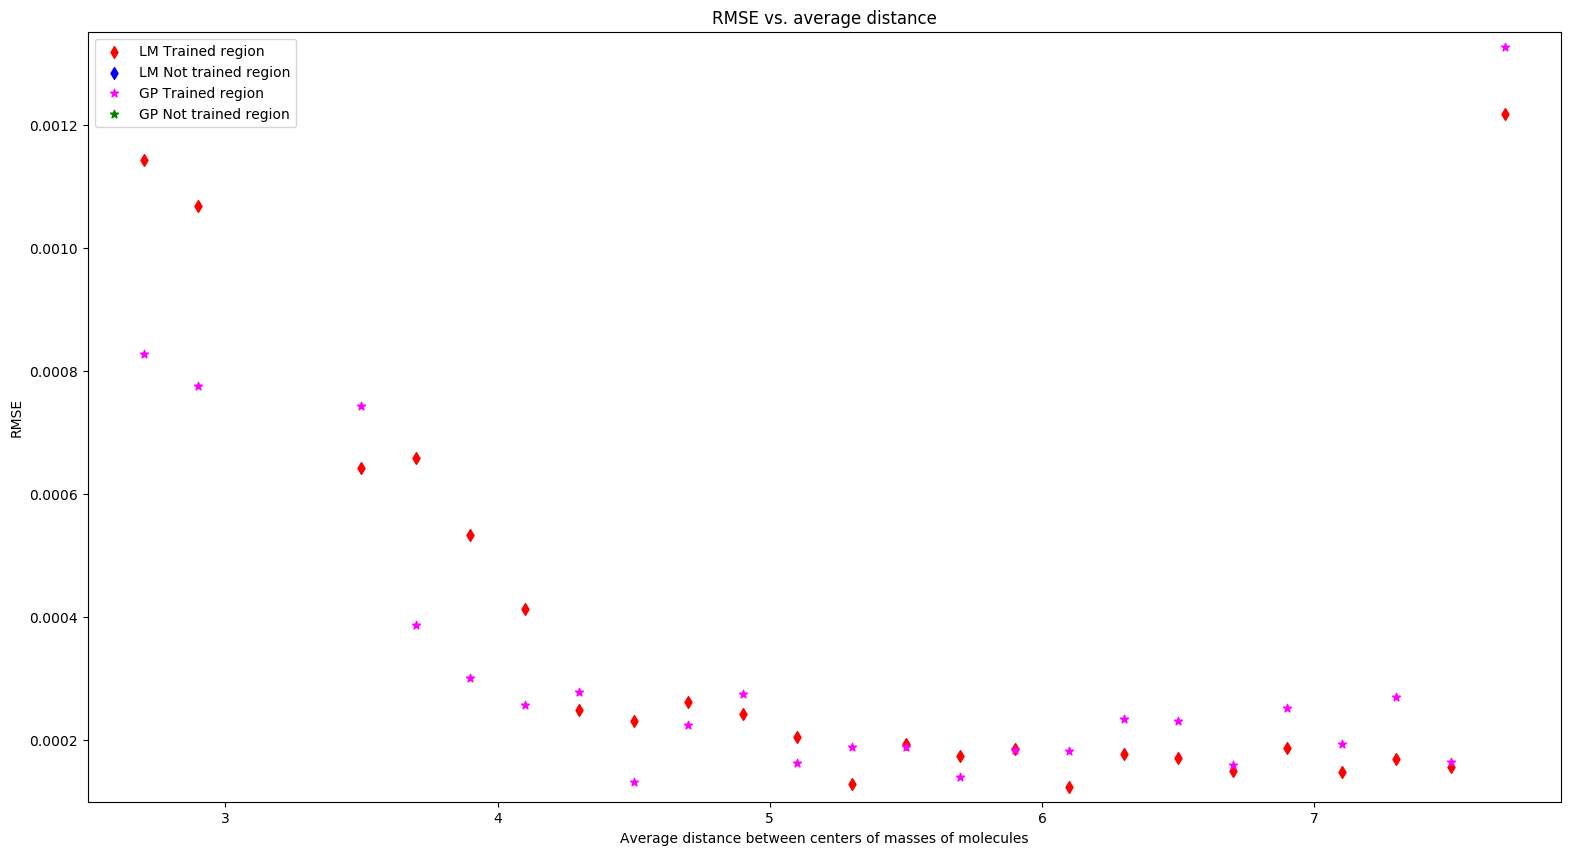 RMSE vs. average distance
LM Trained region
LM Not trained region
GP Trained region
GP Not trained region
0.0012
0.0010
0.0008
0.0006
0.0004
0.0002
RMSE
3 4 5 6 7
Average distance between centers of masses of molecules